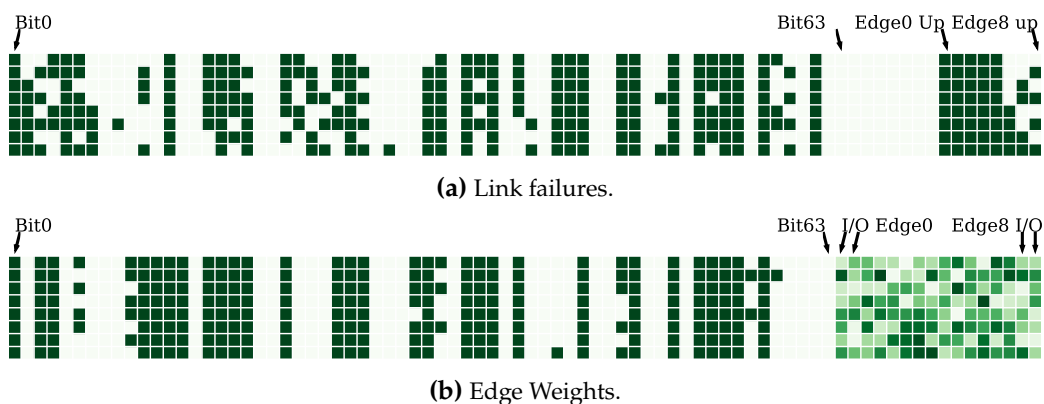 Bit0 Bit63 Edge0 Up Edge8 up
(a) Link failures.
Bit0 Bit63 I/O Edge0 Edge8 I/O
(b) Edge Weights.